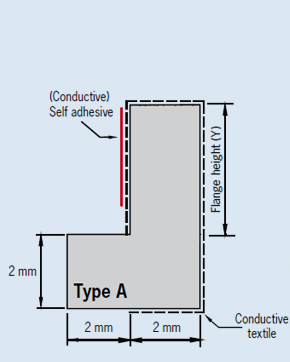 (Conductive)
Self adhesive
Flange height (Y)
2 mm
Type A
2 mm
2 mm
Conductive
textile